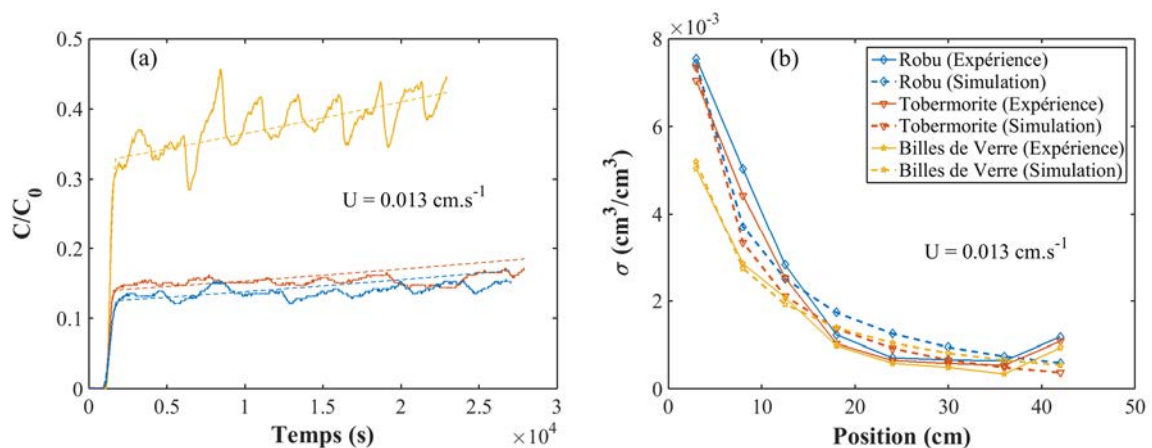 (a)
C/C0
0.5
0.4
0.3
0.2
0.1
0
U = 0.013 cm.s-1
0 0.5 1 1.5 2 2.5 3
×10^4
Temps (s)
×10^-3
(b)
σ (cm3/cm3)
8
6
4
2
0
Robu (Expérience)
Robu (Simulation)
Tobermorite (Expérience)
Tobermorite (Simulation)
Billes de Verre (Expérience)
Billes de Verre (Simulation)
U = 0.013 cm.s-1
0 10 20 30 40 50
Position (cm)